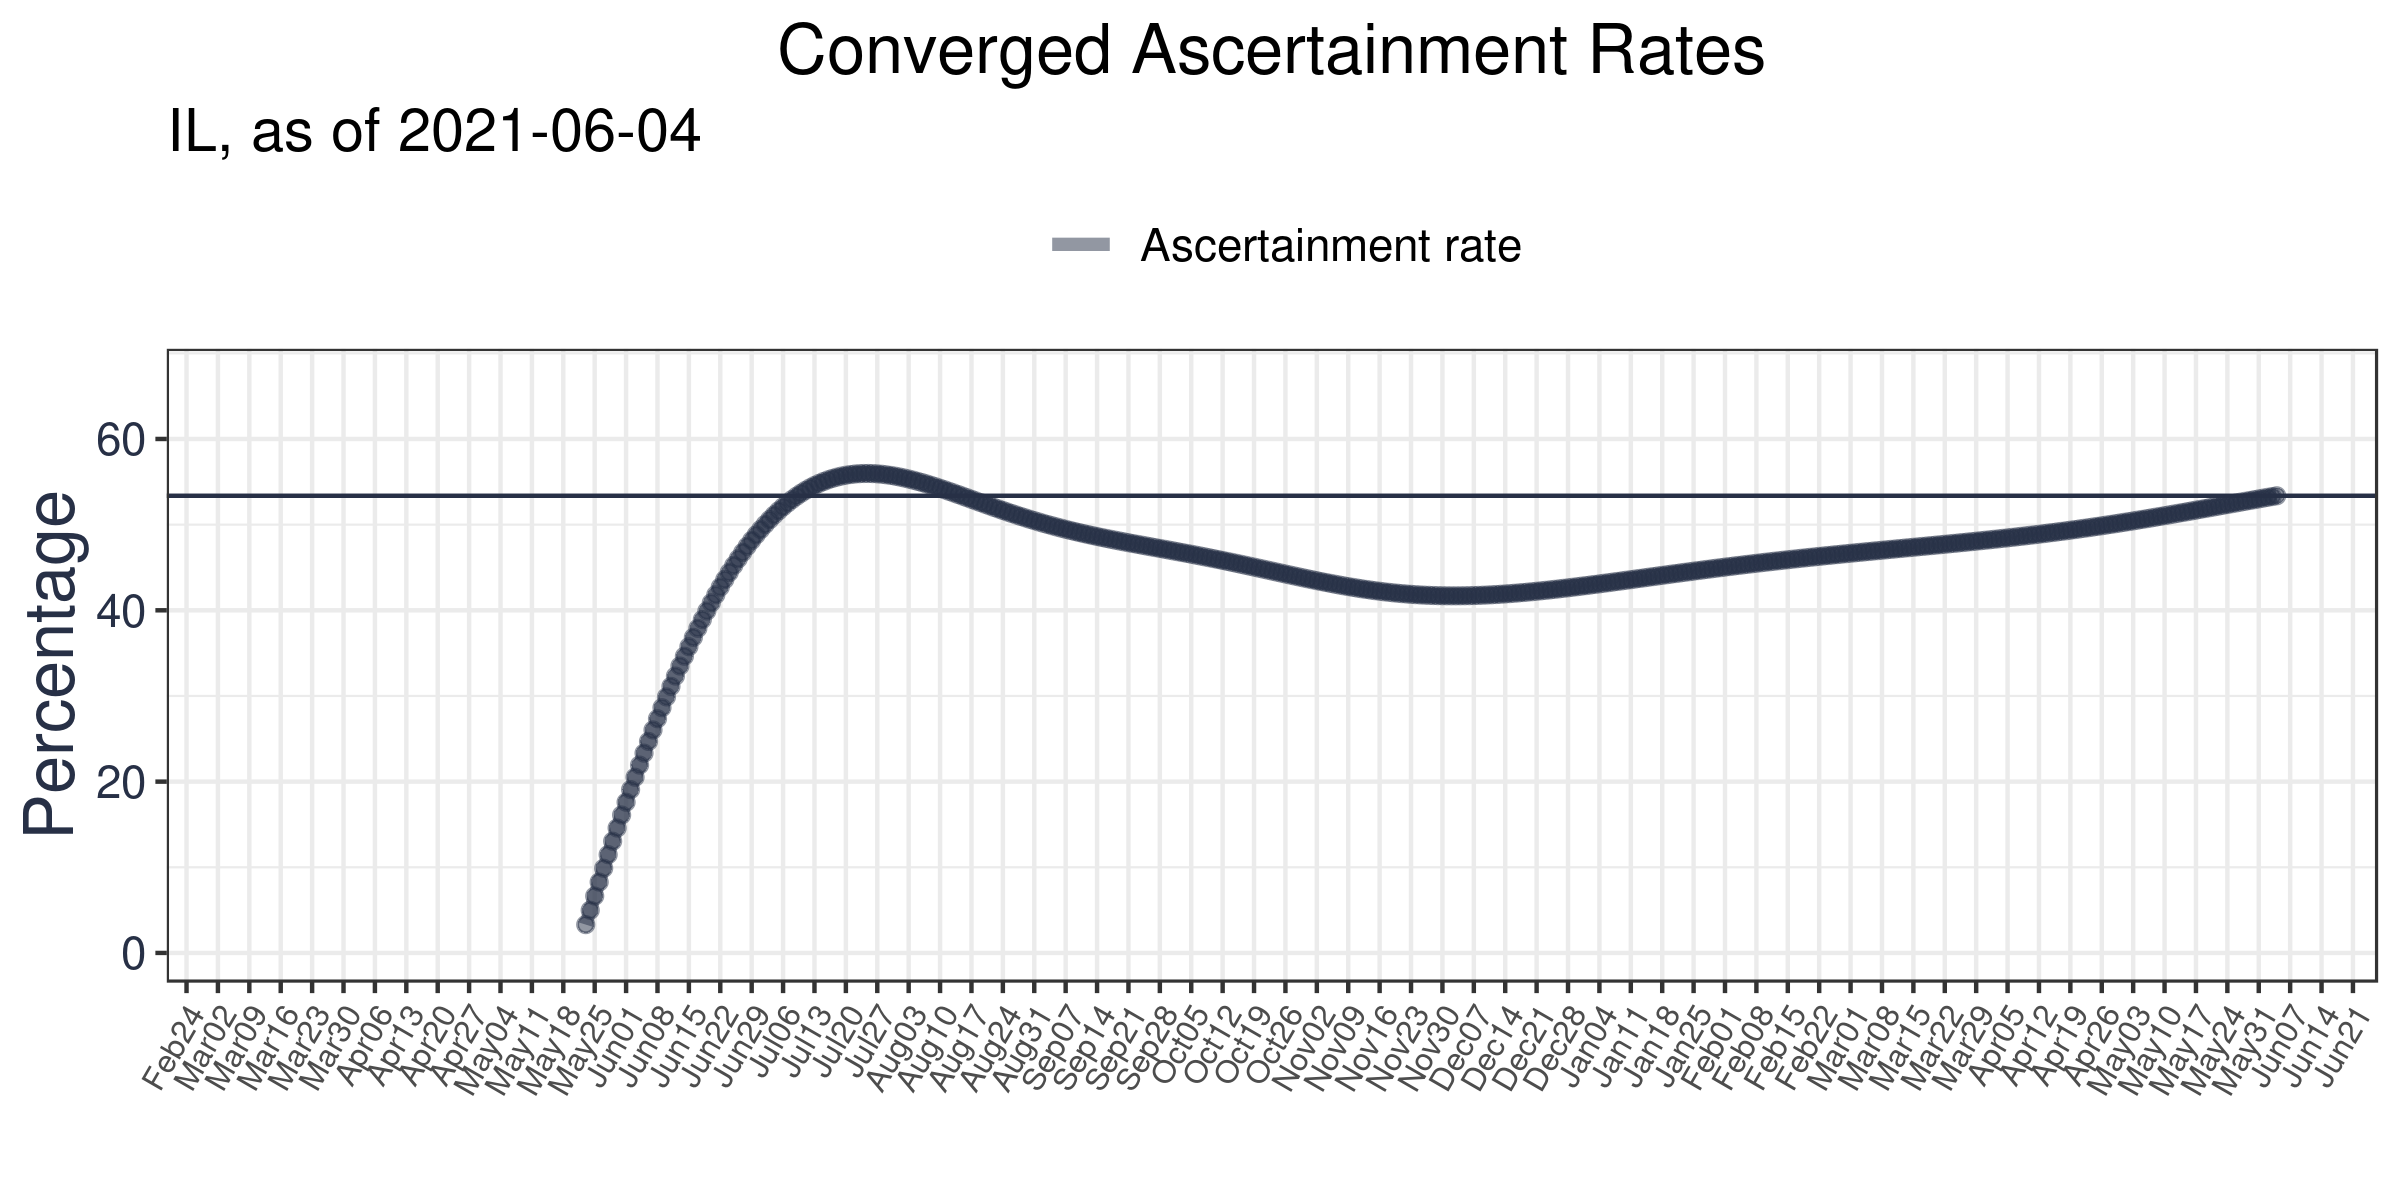 Converged Ascertainment Rates
IL, as of 2021-06-04
Ascertainment rate
Percentage
60
40
20
0
Feb24
Mar02
Mar09
Mar16
Mar23
Mar30
Apr06
Apr13
Apr20
Apr27
May04
May11
May18
May25
Jun01
Jun08
Jun15
Jun22
Jun29
Jul06
Jul13
Jul20
Jul27
Aug03
Aug10
Aug17
Aug24
Aug31
Sep07
Sep14
Sep21
Sep28
Oct05
Oct12
Oct19
Oct26
Nov02
Nov09
Nov16
Nov23
Nov30
Dec07
Dec14
Dec21
Dec28
Jan04
Jan11
Jan18
Jan25
Feb01
Feb08
Feb15
Feb22
Mar01
Mar08
Mar15
Mar22
Mar29
Apr05
Apr12
Apr19
Apr26
May03
May10
May17
May24
May31
Jun07
Jun14
Jun21